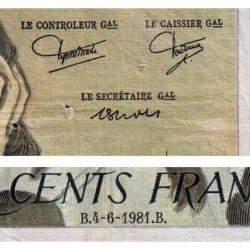 LE CONTROLEUR GAL LE CAISSIER GAL
LE SECRÉTAIRE GAL
CENTS FRAN
B.4-6-1981.B.